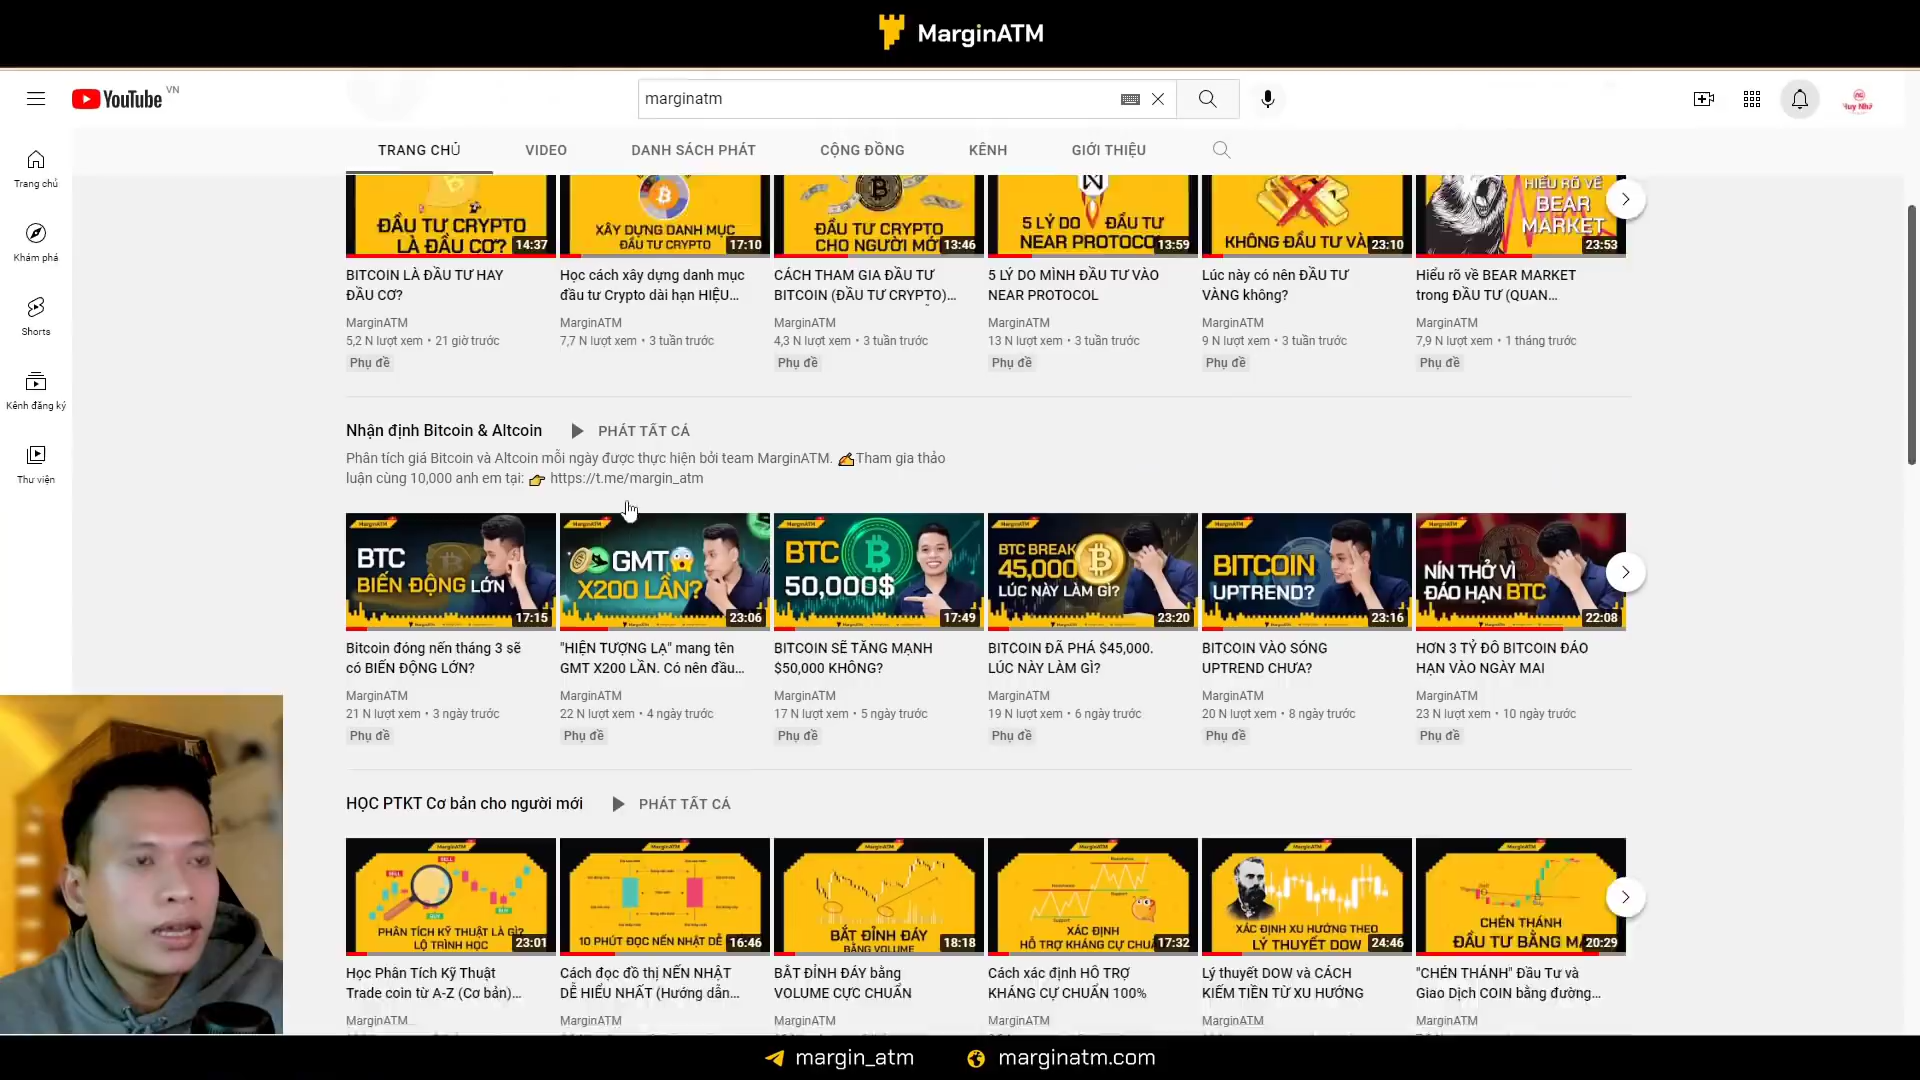 MarginATM
YouTube VN
marginatm
TRANG CHỦ VIDEO DANH SÁCH PHÁT CỘNG ĐỒNG KÊNH GIỚI THIỆU
Trang chủ
Khám phá
Shorts
Kênh đăng ký
Thư viện
ĐẦU TƯ CRYPTO
LÀ ĐẦU CƠ?
14:37
XÂY DỰNG DANH MỤC
ĐẦU TƯ CRYPTO
17:10
ĐẦU TƯ CRYPTO
CHO NGƯỜI MỚ
13:46
5 LÝ DO ĐẦU TƯ
NEAR PROTOCO
13:59
KHÔNG ĐẦU TƯ VÀ
23:10
HIỂU RÕ VỀ
BEAR
MARKET
23:53
BITCOIN LÀ ĐẦU TƯ HAY
ĐẦU CƠ?
MarginATM
5,2 N lượt xem • 21 giờ trước
Phụ đề
Học cách xây dựng danh mục
đầu tư Crypto dài hạn HIỆU...
MarginATM
7,7 N lượt xem • 3 tuần trước
CÁCH THAM GIA ĐẦU TƯ
BITCOIN (ĐẦU TƯ CRYPTO)...
MarginATM
4,3 N lượt xem • 3 tuần trước
Phụ đề
5 LÝ DO MÌNH ĐẦU TƯ VÀO
NEAR PROTOCOL
MarginATM
13 N lượt xem • 3 tuần trước
Phụ đề
Lúc này có nên ĐẦU TƯ
VÀNG không?
MarginATM
9 N lượt xem • 3 tuần trước
Phụ đề
Hiểu rõ về BEAR MARKET
trong ĐẦU TƯ (QUAN...
MarginATM
7,9 N lượt xem • 1 tháng trước
Phụ đề
Nhận định Bitcoin & Altcoin PHÁT TẤT CẢ
Phân tích giá Bitcoin và Altcoin mỗi ngày được thực hiện bởi team MarginATM. ✍Tham gia thảo
luận cùng 10,000 anh em tại: 👉 https://t.me/margin_atm
MarginATM
BTC
BIẾN ĐỘNG LỚN
17:15
MarginATM
GMT
X200 LẦN?
23:06
MarginATM
BTC
50,000$
17:49
MarginATM
BTC BREAK
45,000
LÚC NÀY LÀM GÌ?
23:20
MarginATM
BITCOIN
UPTREND?
23:16
MarginATM
NÍN THỞ VÌ
ĐÁO HẠN BTC
22:08
Bitcoin đóng nến tháng 3 sẽ
có BIẾN ĐỘNG LỚN?
MarginATM
21 N lượt xem • 3 ngày trước
Phụ đề
"HIỆN TƯỢNG LẠ" mang tên
GMT X200 LẦN. Có nên đầu...
MarginATM
22 N lượt xem • 4 ngày trước
Phụ đề
BITCOIN SẼ TĂNG MẠNH
$50,000 KHÔNG?
MarginATM
17 N lượt xem • 5 ngày trước
Phụ đề
BITCOIN ĐÃ PHÁ $45,000.
LÚC NÀY LÀM GÌ?
MarginATM
19 N lượt xem • 6 ngày trước
Phụ đề
BITCOIN VÀO SÓNG
UPTREND CHƯA?
MarginATM
20 N lượt xem • 8 ngày trước
Phụ đề
HƠN 3 TỶ ĐÔ BITCOIN ĐÁO
HẠN VÀO NGÀY MAI
MarginATM
23 N lượt xem • 10 ngày trước
Phụ đề
HỌC PTKT Cơ bản cho người mới PHÁT TẤT CẢ
MarginATM
SELL
BUY
BUY
PHÂN TÍCH KỸ THUẬT LÀ GÌ?
LỘ TRÌNH HỌC
23:01
MarginATM
10 PHÚT ĐỌC NẾN NHẬT DỄ
16:46
MarginATM
BẮT ĐỈNH ĐÁY
BẰNG VOLUME
18:18
MarginATM
Resistance
Support
XÁC ĐỊNH
HỖ TRỢ KHÁNG CỰ CHUẨ
17:32
MarginATM
XÁC ĐỊNH XU HƯỚNG THEO
LÝ THUYẾT DOW
24:46
MarginATM
CHÉN THÁNH
ĐẦU TƯ BẰNG MA
20:29
Học Phân Tích Kỹ Thuật
Trade coin từ A-Z (Cơ bản)...
MarginATM
Cách đọc đồ thị NẾN NHẬT
DỄ HIỂU NHẤT (Hướng dẫn...
MarginATM
BẮT ĐỈNH ĐÁY bằng
VOLUME CỰC CHUẨN
MarginATM
Cách xác định HỖ TRỢ
KHÁNG CỰ CHUẨN 100%
MarginATM
Lý thuyết DOW và CÁCH
KIẾM TIỀN TỪ XU HƯỚNG
MarginATM
"CHÉN THÁNH" Đầu Tư và
Giao Dịch COIN bằng đường...
MarginATM
margin_atm marginatm.com